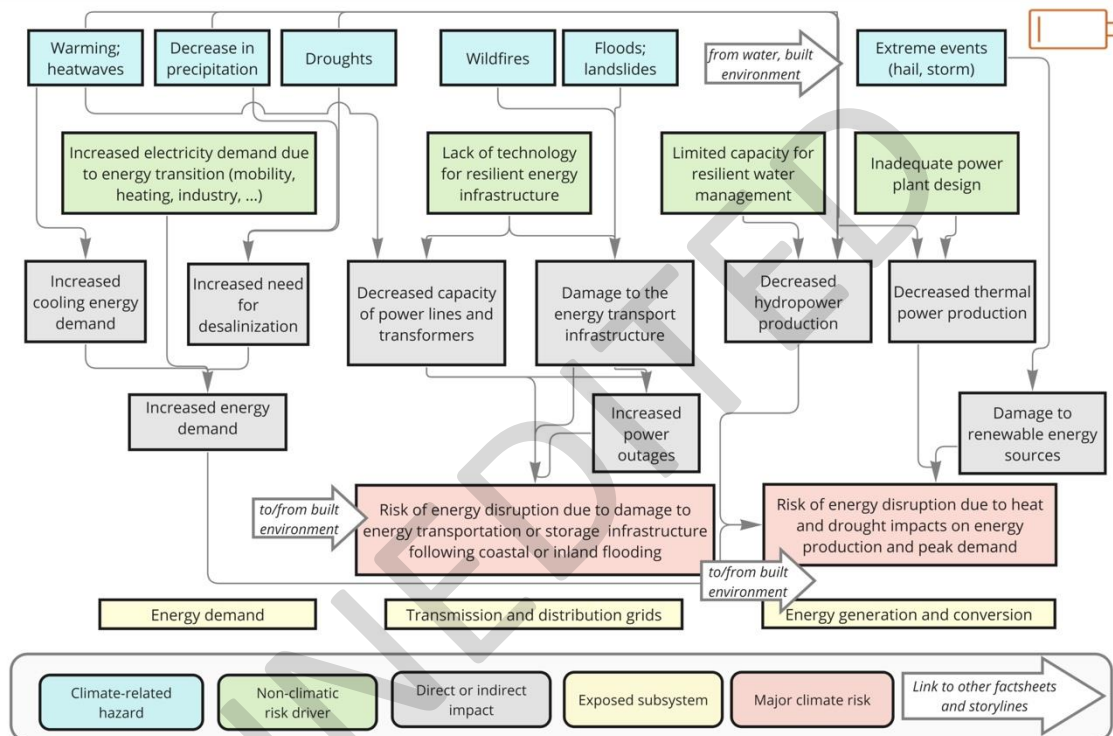 Warming;
heatwaves
Decrease in
precipitation
Droughts
Wildfires
Floods;
landslides
from water, built
environment
Extreme events
(hail, storm)
Increased electricity demand due
to energy transition (mobility,
heating, industry, ...)
Lack of technology
for resilient energy
infrastructure
Limited capacity for
resilient water
management
Inadequate power
plant design
Increased
cooling energy
demand
Increased need
for
desalinization
Decreased capacity
of power lines and
transformers
Damage to the
energy transport
infrastructure
Decreased
hydropower
production
Decreased thermal
power production
Increased energy
demand
Increased
power
outages
Damage to
renewable energy
sources
to/from built
environment
Risk of energy disruption due to damage to
energy transportation or storage infrastructure
following coastal or inland flooding
Risk of energy disruption due to heat
and drought impacts on energy
production and peak demand
to/from built
environment
Energy demand
Transmission and distribution grids
Energy generation and conversion
Climate-related
hazard
Non-climatic
risk driver
Direct or indirect
impact
Exposed subsystem
Major climate risk
Link to other factsheets
and storylines
UNEDITED